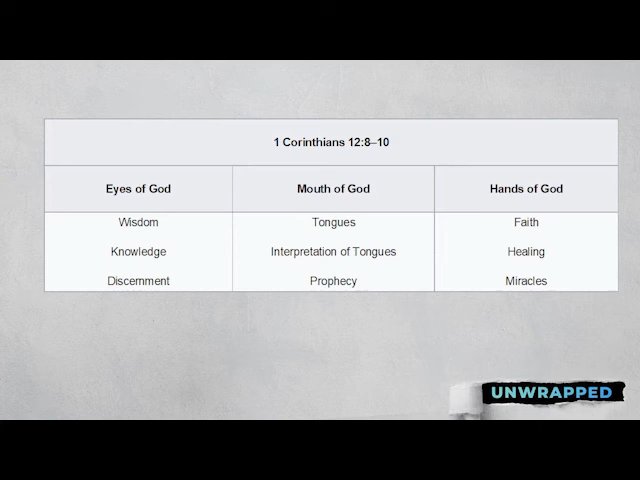 1 Corinthians 12:8–10
Eyes of God Mouth of God Hands of God
Wisdom Tongues Faith
Knowledge Interpretation of Tongues Healing
Discernment Prophecy Miracles
UNWRAPPED